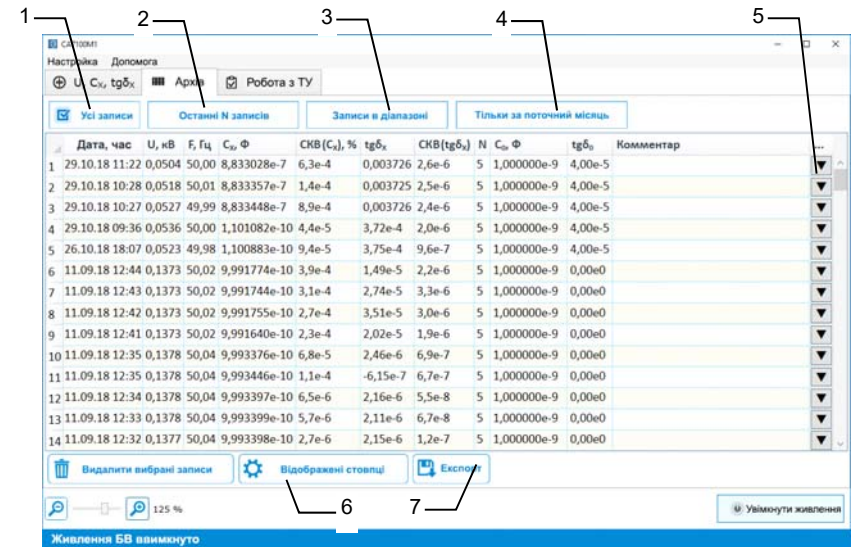 1 2 3 4 5
СА7100М1
Настройка Допомога
U, Cₓ, tgδₓ Архів Робота з ТУ
Усі записи Останні N записів Записи в діапазоні Тільки за поточний місяць
Дата, час U, кВ F, Гц Cₓ, Ф СКВ(Cₓ), % tgδₓ СКВ(tgδₓ) N C₀, Ф tgδ₀ Комментар ...
1 29.10.18 11:22 0,0504 50,00 8,833028e-7 6,3e-4 0,003726 2,6e-6 5 1,000000e-9 4,00e-5
2 29.10.18 10:28 0,0518 50,01 8,833357e-7 1,4e-4 0,003725 2,5e-6 5 1,000000e-9 4,00e-5
3 29.10.18 10:27 0,0527 49,99 8,833448e-7 8,9e-4 0,003726 2,4e-6 5 1,000000e-9 4,00e-5
4 29.10.18 09:36 0,0536 50,00 1,101082e-10 4,4e-5 3,72e-4 2,0e-6 5 1,000000e-9 4,00e-5
5 26.10.18 18:07 0,0523 49,98 1,100883e-10 9,4e-5 3,75e-4 9,6e-7 5 1,000000e-9 4,00e-5
6 11.09.18 12:44 0,1373 50,02 9,991774e-10 3,9e-4 1,49e-5 2,2e-6 5 1,000000e-9 0,00e0
7 11.09.18 12:43 0,1373 50,02 9,991744e-10 3,1e-4 2,74e-5 3,3e-6 5 1,000000e-9 0,00e0
8 11.09.18 12:42 0,1373 50,02 9,991755e-10 2,7e-4 3,51e-5 3,0e-6 5 1,000000e-9 0,00e0
9 11.09.18 12:41 0,1373 50,02 9,991640e-10 2,3e-4 2,02e-5 1,9e-6 5 1,000000e-9 0,00e0
10 11.09.18 12:35 0,1378 50,04 9,993376e-10 6,8e-5 2,46e-6 6,9e-7 5 1,000000e-9 0,00e0
11 11.09.18 12:35 0,1378 50,04 9,993446e-10 1,1e-4 -6,15e-7 6,7e-7 5 1,000000e-9 0,00e0
12 11.09.18 12:34 0,1378 50,04 9,993397e-10 6,5e-6 2,16e-6 5,5e-8 5 1,000000e-9 0,00e0
13 11.09.18 12:33 0,1378 50,04 9,993399e-10 5,7e-6 2,11e-6 6,7e-8 5 1,000000e-9 0,00e0
14 11.09.18 12:32 0,1377 50,04 9,993398e-10 2,7e-6 2,15e-6 1,2e-7 5 1,000000e-9 0,00e0
Видалити вибрані записи Відображені стовпці Експорт
125 % 6 7 Увімкнути живлення
Живлення БВ ввимкнуто